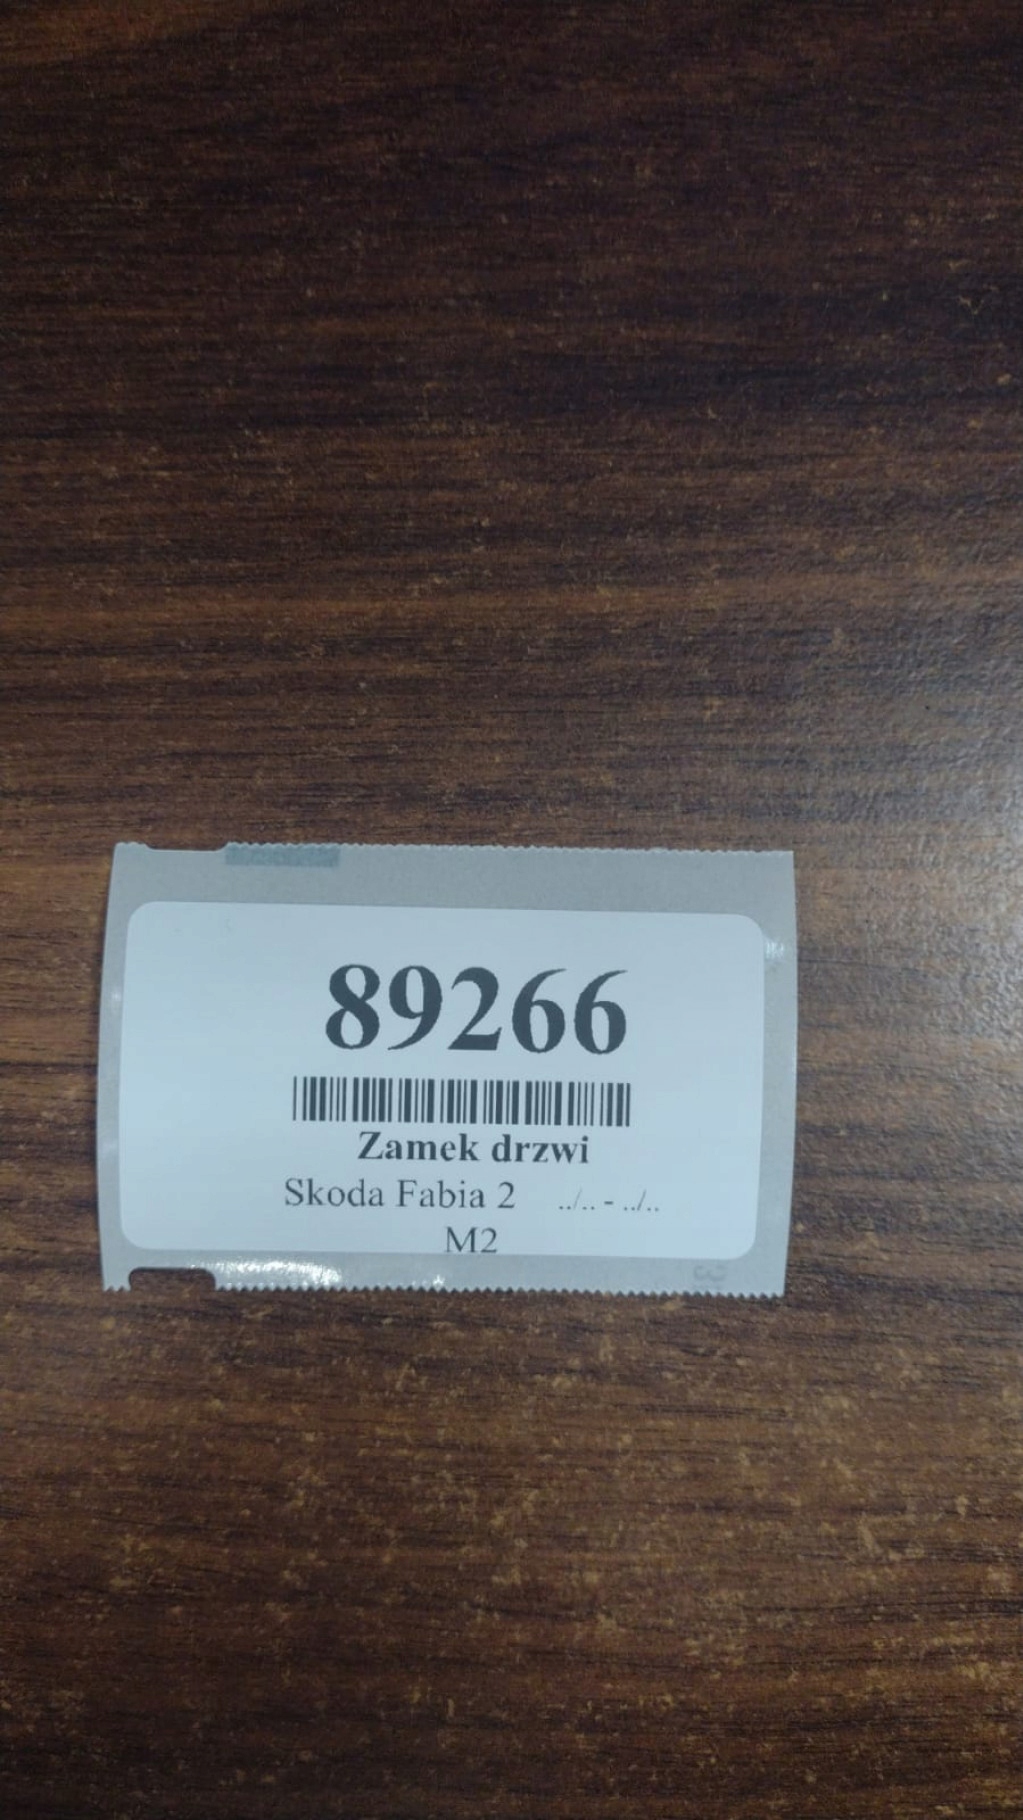 89266
Zamek drzwi
Skoda Fabia 2 ../.. - ../..
M2